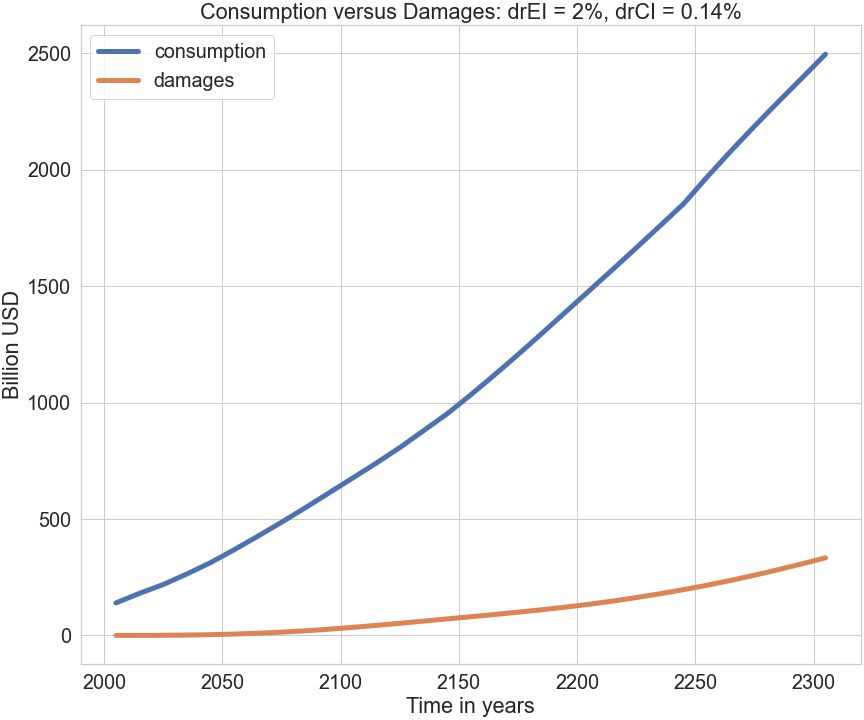 Consumption versus Damages: drEI = 2%, drCI = 0.14%
consumption
damages
2500
2000
1500
1000
500
0
Billion USD
2000 2050 2100 2150 2200 2250 2300
Time in years